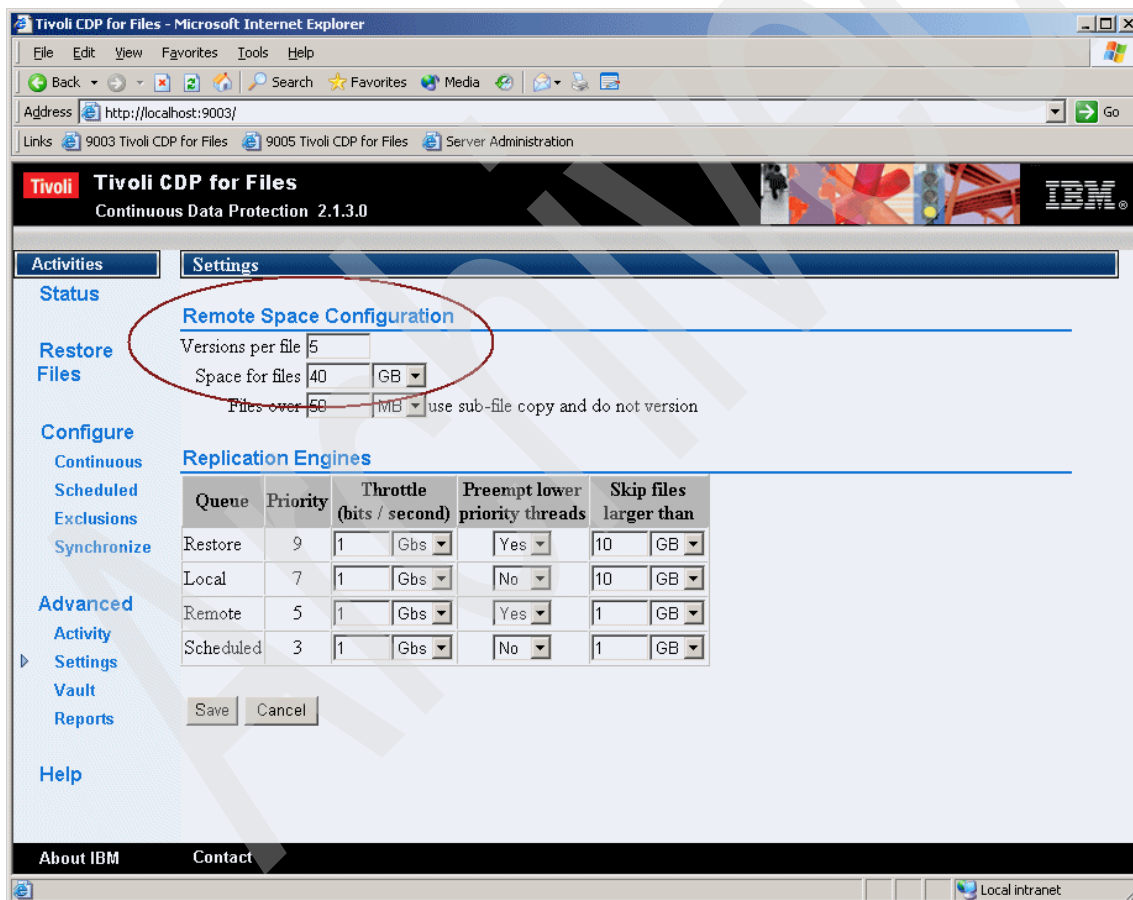 Tivoli CDP for Files - Microsoft Internet Explorer
File Edit View Favorites Tools Help
Back Search Favorites Media
Address http://localhost:9003/ Go
Links 9003 Tivoli CDP for Files 9005 Tivoli CDP for Files Server Administration
Tivoli Tivoli CDP for Files IBM®
Continuous Data Protection 2.1.3.0
Activities Settings
Status
Remote Space Configuration
Versions per file 5
Restore Files
Space for files 40 GB
Files over 50 MB use sub-file copy and do not version
Configure
Continuous
Scheduled
Exclusions
Synchronize
Replication Engines
Queue Priority Throttle (bits / second) Preempt lower priority threads Skip files larger than
Restore 9 1 Gbs Yes 10 GB
Local 7 1 Gbs No 10 GB
Remote 5 1 Gbs Yes 1 GB
Scheduled 3 1 Gbs No 1 GB
Advanced
Activity
Settings
Vault
Reports
Save Cancel
Help
About IBM Contact
Local intranet